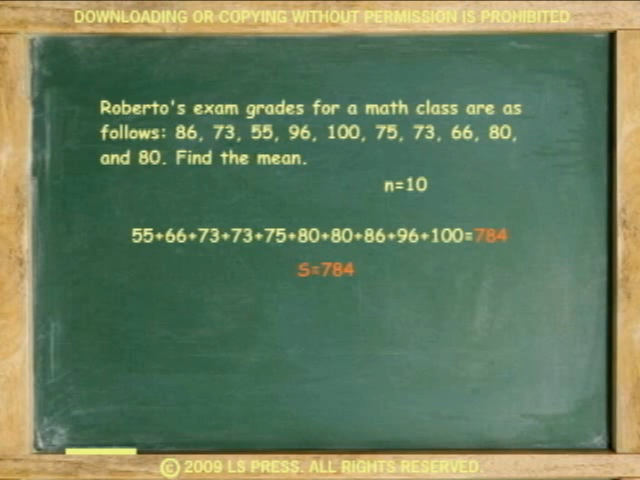 DOWNLOADING OR COPYING WITHOUT PERMISSION IS PROHIBITED
Roberto's exam grades for a math class are as
follows: 86, 73, 55, 96, 100, 75, 73, 66, 80,
and 80. Find the mean.
n=10
55+66+73+73+75+80+80+86+96+100=784
S=784
© 2009 LS PRESS. ALL RIGHTS RESERVED.